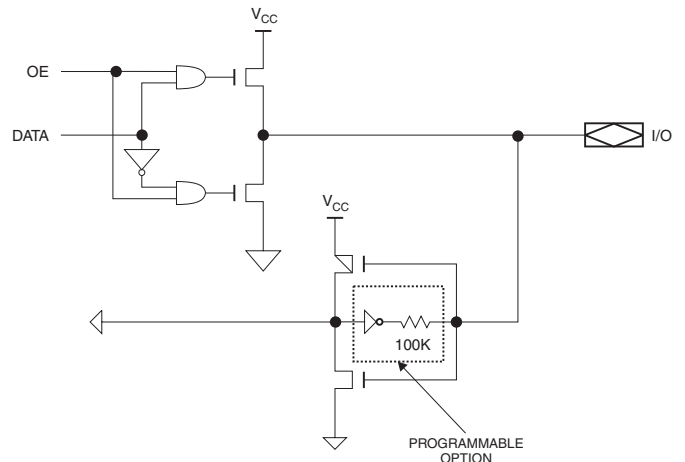 VCC
OE
DATA
I/O
VCC
100K
PROGRAMMABLE
OPTION